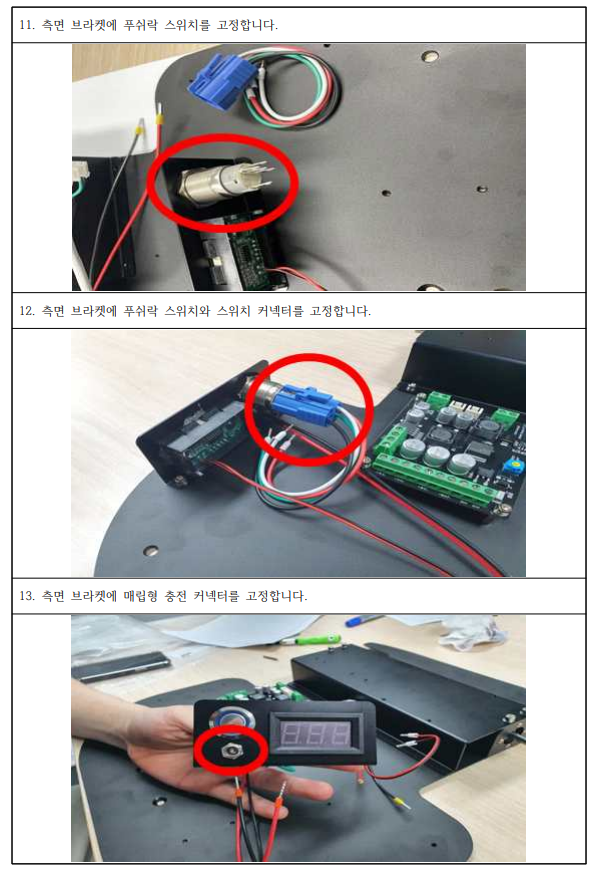 11. 측면 브라켓에 푸쉬락 스위치를 고정합니다.
12. 측면 브라켓에 푸쉬락 스위치와 스위치 커넥터를 고정합니다.
13. 측면 브라켓에 매립형 충전 커넥터를 고정합니다.